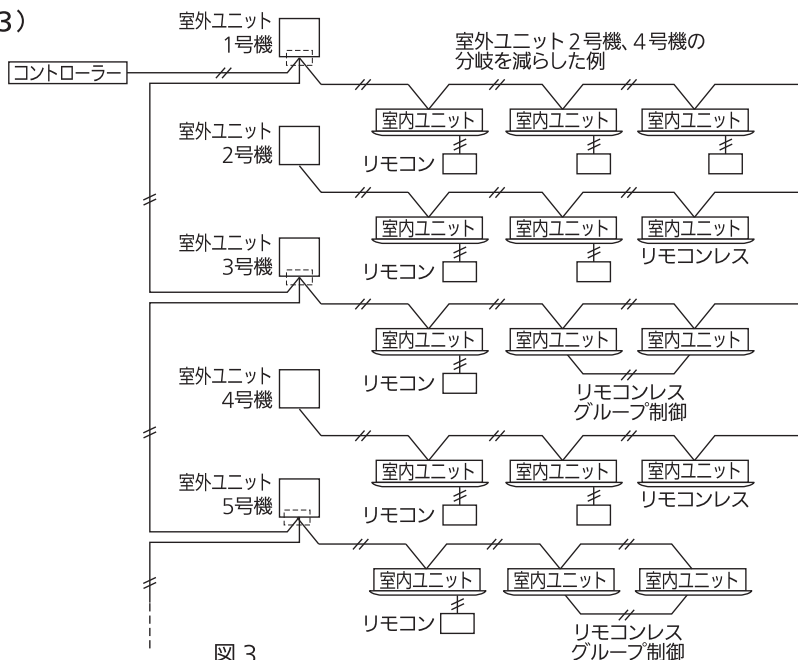 3）
室外ユニット
1号機
コントローラー
室外ユニット２号機、４号機の
分岐を減らした例
室内ユニット
室内ユニット
室内ユニット
リモコン
室外ユニット
2号機
室内ユニット
室内ユニット
室内ユニット
リモコン
リモコンレス
室外ユニット
3号機
室内ユニット
室内ユニット
室内ユニット
リモコン
リモコンレス
グループ制御
室外ユニット
4号機
室内ユニット
室内ユニット
室内ユニット
リモコン
リモコンレス
室外ユニット
5号機
室内ユニット
室内ユニット
室内ユニット
リモコン
リモコンレス
グループ制御
図 3